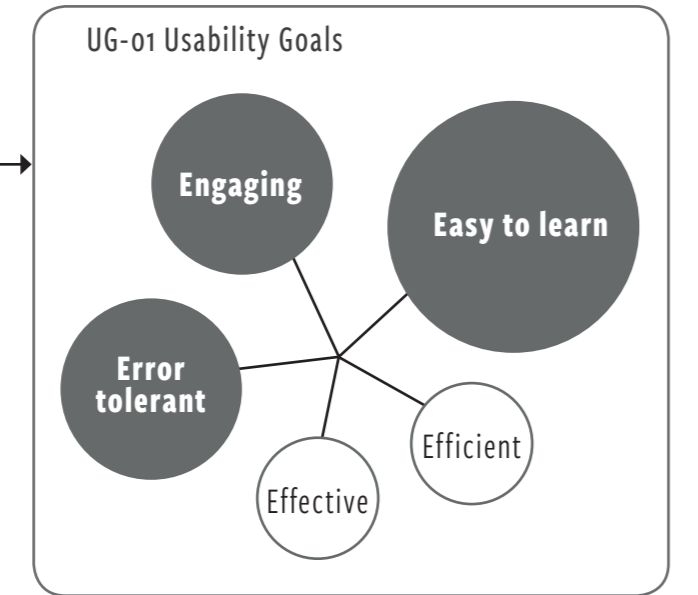 UG-01 Usability Goals
Engaging
Easy to learn
Error
tolerant
Efficient
Effective